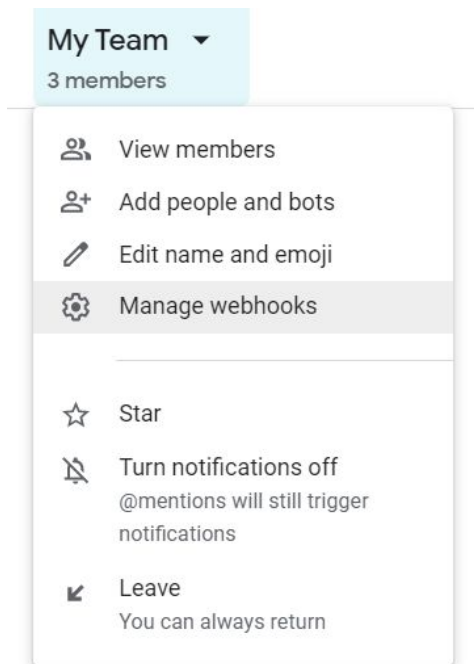 My Team
3 members
View members
Add people and bots
Edit name and emoji
Manage webhooks
Star
Turn notifications off
@mentions will still trigger
notifications
Leave
You can always return